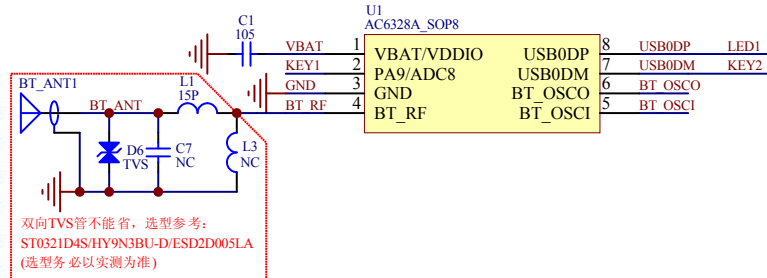 U1
AC6328A_SOP8
C1
105
VBAT 1 VBAT/VDDIO USB0DP 8 USB0DP LED1
KEY1 2 PA9/ADC8 USB0DM 7 USB0DM KEY2
GND 3 GND BT_OSCO 6 BT_OSCO
BT_RF 4 BT_RF BT_OSCI 5 BT_OSCI
BT_ANT1
BT_ANT
L1
15P
D6
TVS
C7
NC
L3
NC
双向TVS管不能省，选型参考：
ST0321D4S/HY9N3BU-D/ESD2D005LA
(选型务必以实测为准)